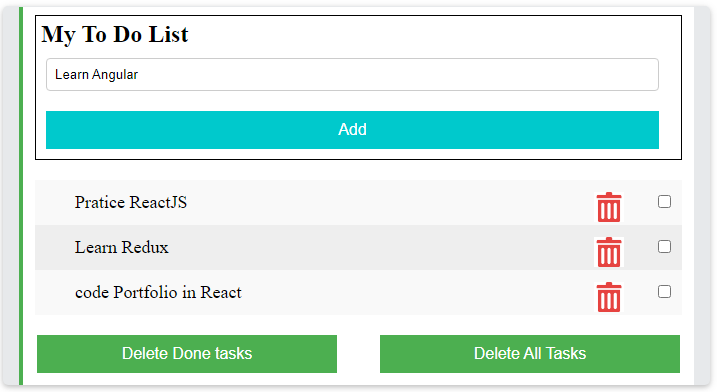 My To Do List
Learn Angular
Add
Pratice ReactJS
Learn Redux
code Portfolio in React
Delete Done tasks
Delete All Tasks